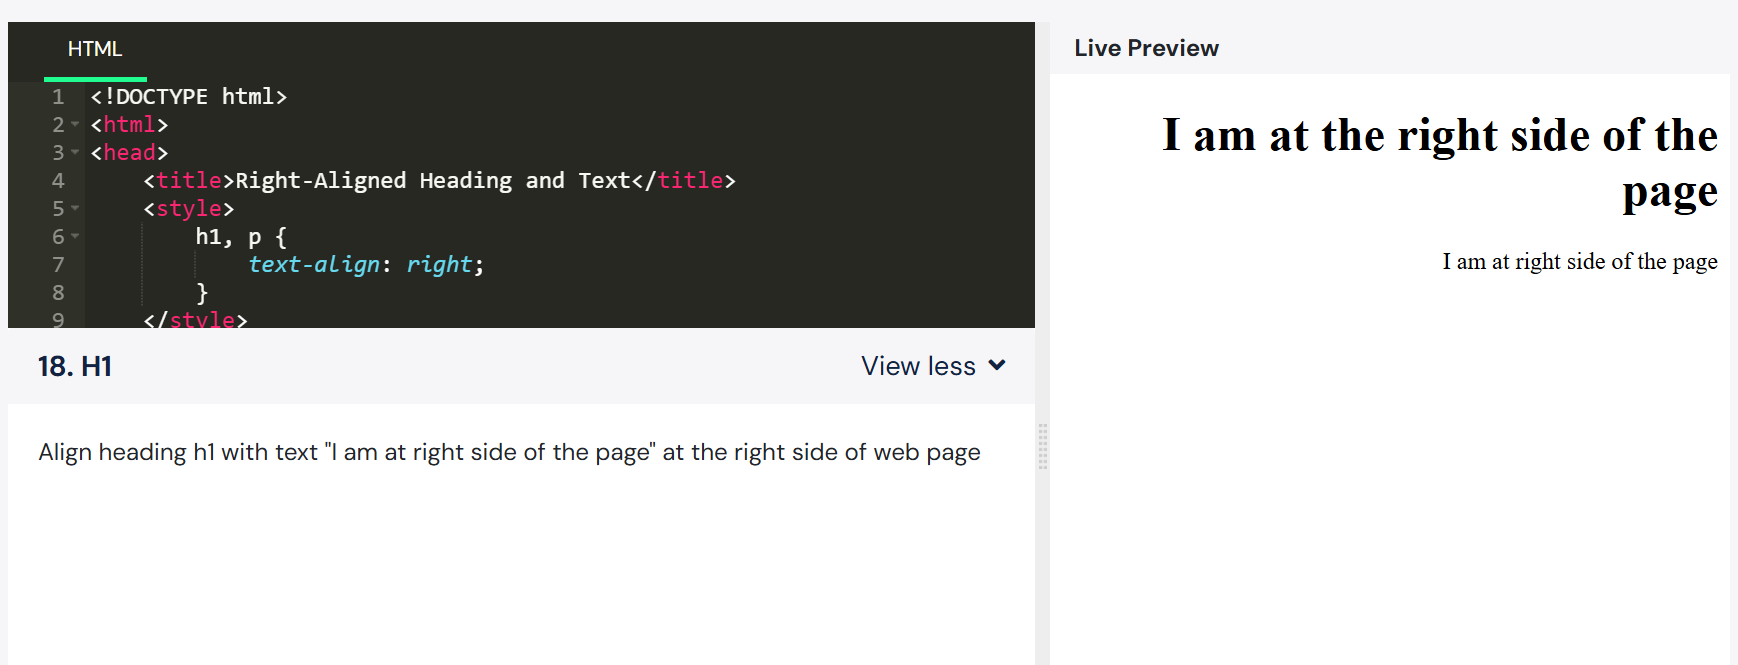 HTML
1 <!DOCTYPE html>
2 <html>
3 <head>
4 <title>Right-Aligned Heading and Text</title>
5 <style>
6 h1, p {
7 text-align: right;
8 }
9 </style>
18. H1
View less
Align heading h1 with text "I am at right side of the page" at the right side of web page
Live Preview
I am at the right side of the
page
I am at right side of the page